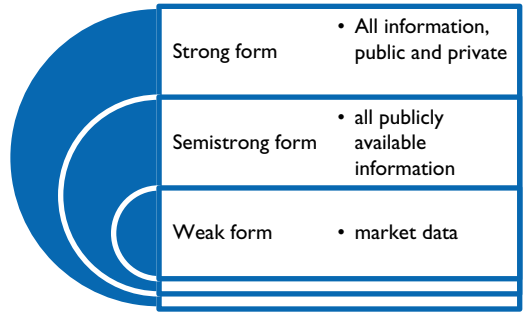 Strong form
• All information,
public and private
Semistrong form
• all publicly
available
information
Weak form
• market data